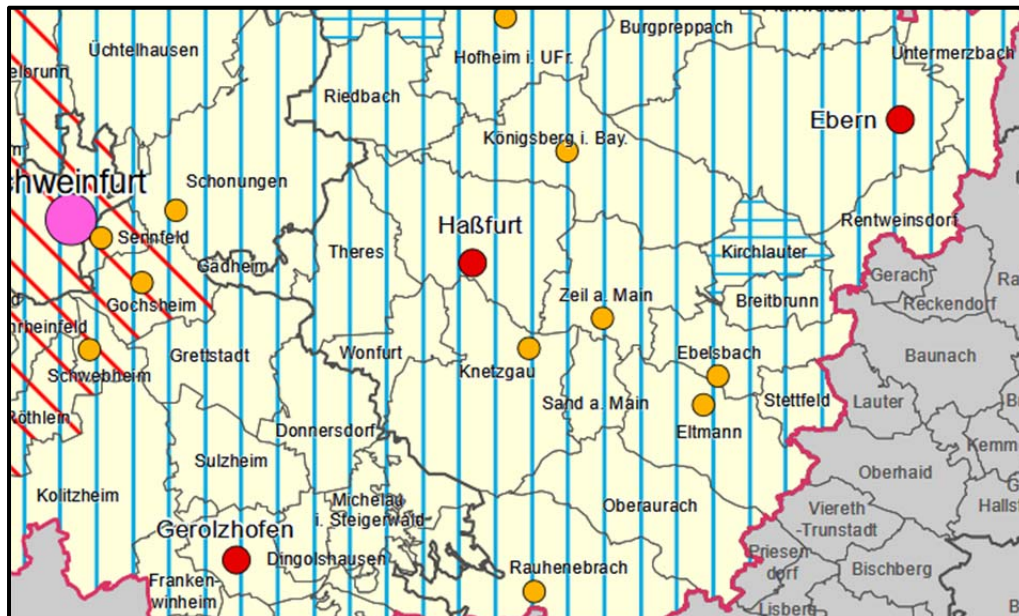 Üchtelhausen
Burgpreppach
Hofheim i. UFr.
Untermerzbach
Riedbach
Ebern
Königsberg i. Bay.
Schonungen
Haßfurt
Rentweinsdorf
Sennfeld
Theres
Kirchlauter
Gädheim
Gerach
Gochsheim
Zeil a. Main
Breitbrunn
Reckendorf
Grettstadt
Wonfurt
Ebelsbach
Baunach
Schwebheim
Knetzgau
Stettfeld
Lauter
Sand a. Main
Eltmann
Donnersdorf
Sulzheim
Oberhaid
Kolitzheim
Michelau
i. Steigerwald
Oberaurach
Viereth
-Trunstadt
Gerolzhofen
Dingolshausen
Rauhenebrach
Priesen-
dorf
Bischberg
Franken-
winheim
Lisberg